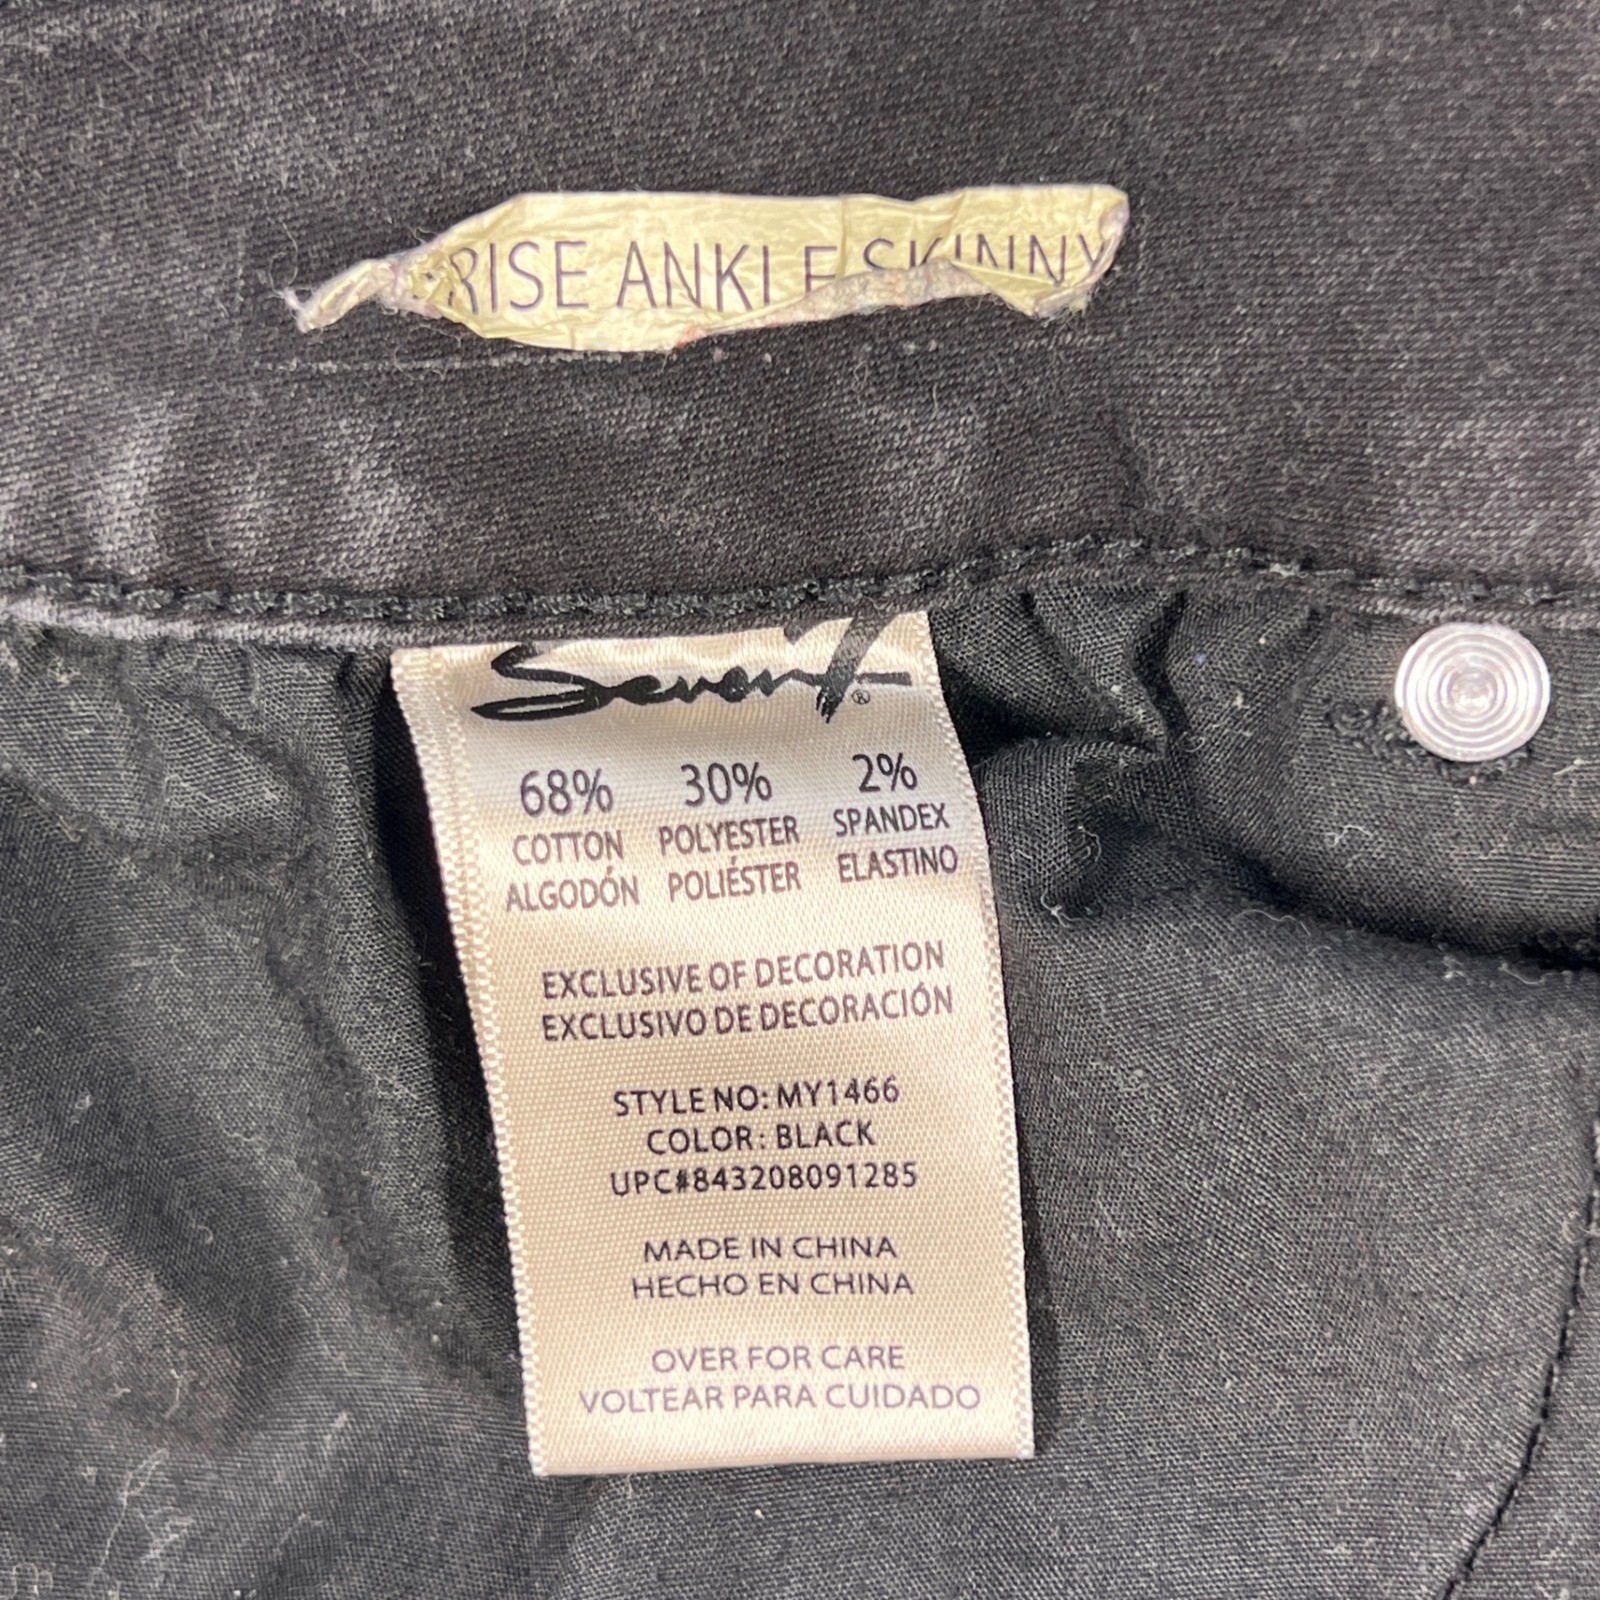 RISE ANKLE SKINNY
Seven7®
68% 30% 2%
COTTON POLYESTER SPANDEX
ALGODÓN POLIÉSTER ELASTINO
EXCLUSIVE OF DECORATION
EXCLUSIVO DE DECORACIÓN
STYLE NO: MY1466
COLOR: BLACK
UPC#843208091285
MADE IN CHINA
HECHO EN CHINA
OVER FOR CARE
VOLTEAR PARA CUIDADO